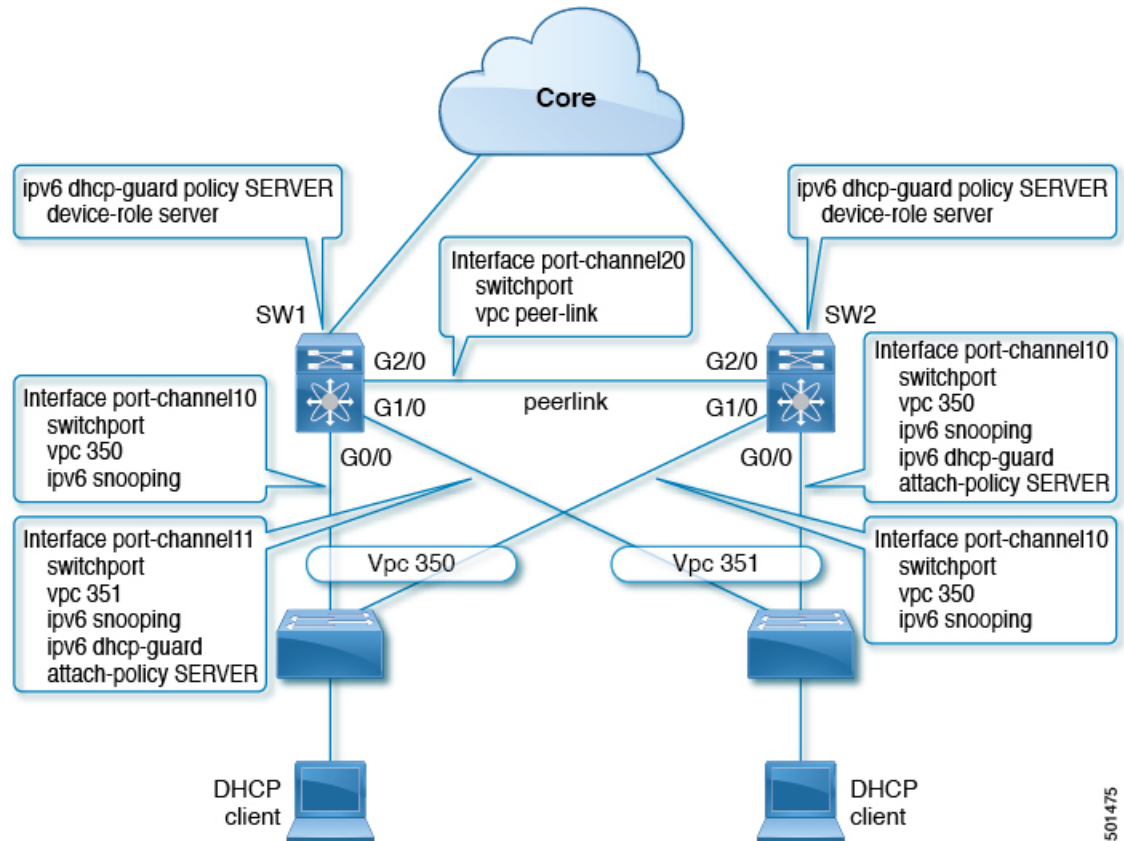 Core
ipv6 dhcp-guard policy SERVER
device-role server
ipv6 dhcp-guard policy SERVER
device-role server
Interface port-channel20
switchport
vpc peer-link
SW1
SW2
G2/0
G2/0
peerlink
G1/0
G1/0
G0/0
G0/0
Interface port-channel10
switchport
vpc 350
ipv6 snooping
Interface port-channel10
switchport
vpc 350
ipv6 snooping
ipv6 dhcp-guard
attach-policy SERVER
Interface port-channel11
switchport
vpc 351
ipv6 snooping
ipv6 dhcp-guard
attach-policy SERVER
Vpc 350
Vpc 351
Interface port-channel10
switchport
vpc 350
ipv6 snooping
DHCP
client
DHCP
client
501475